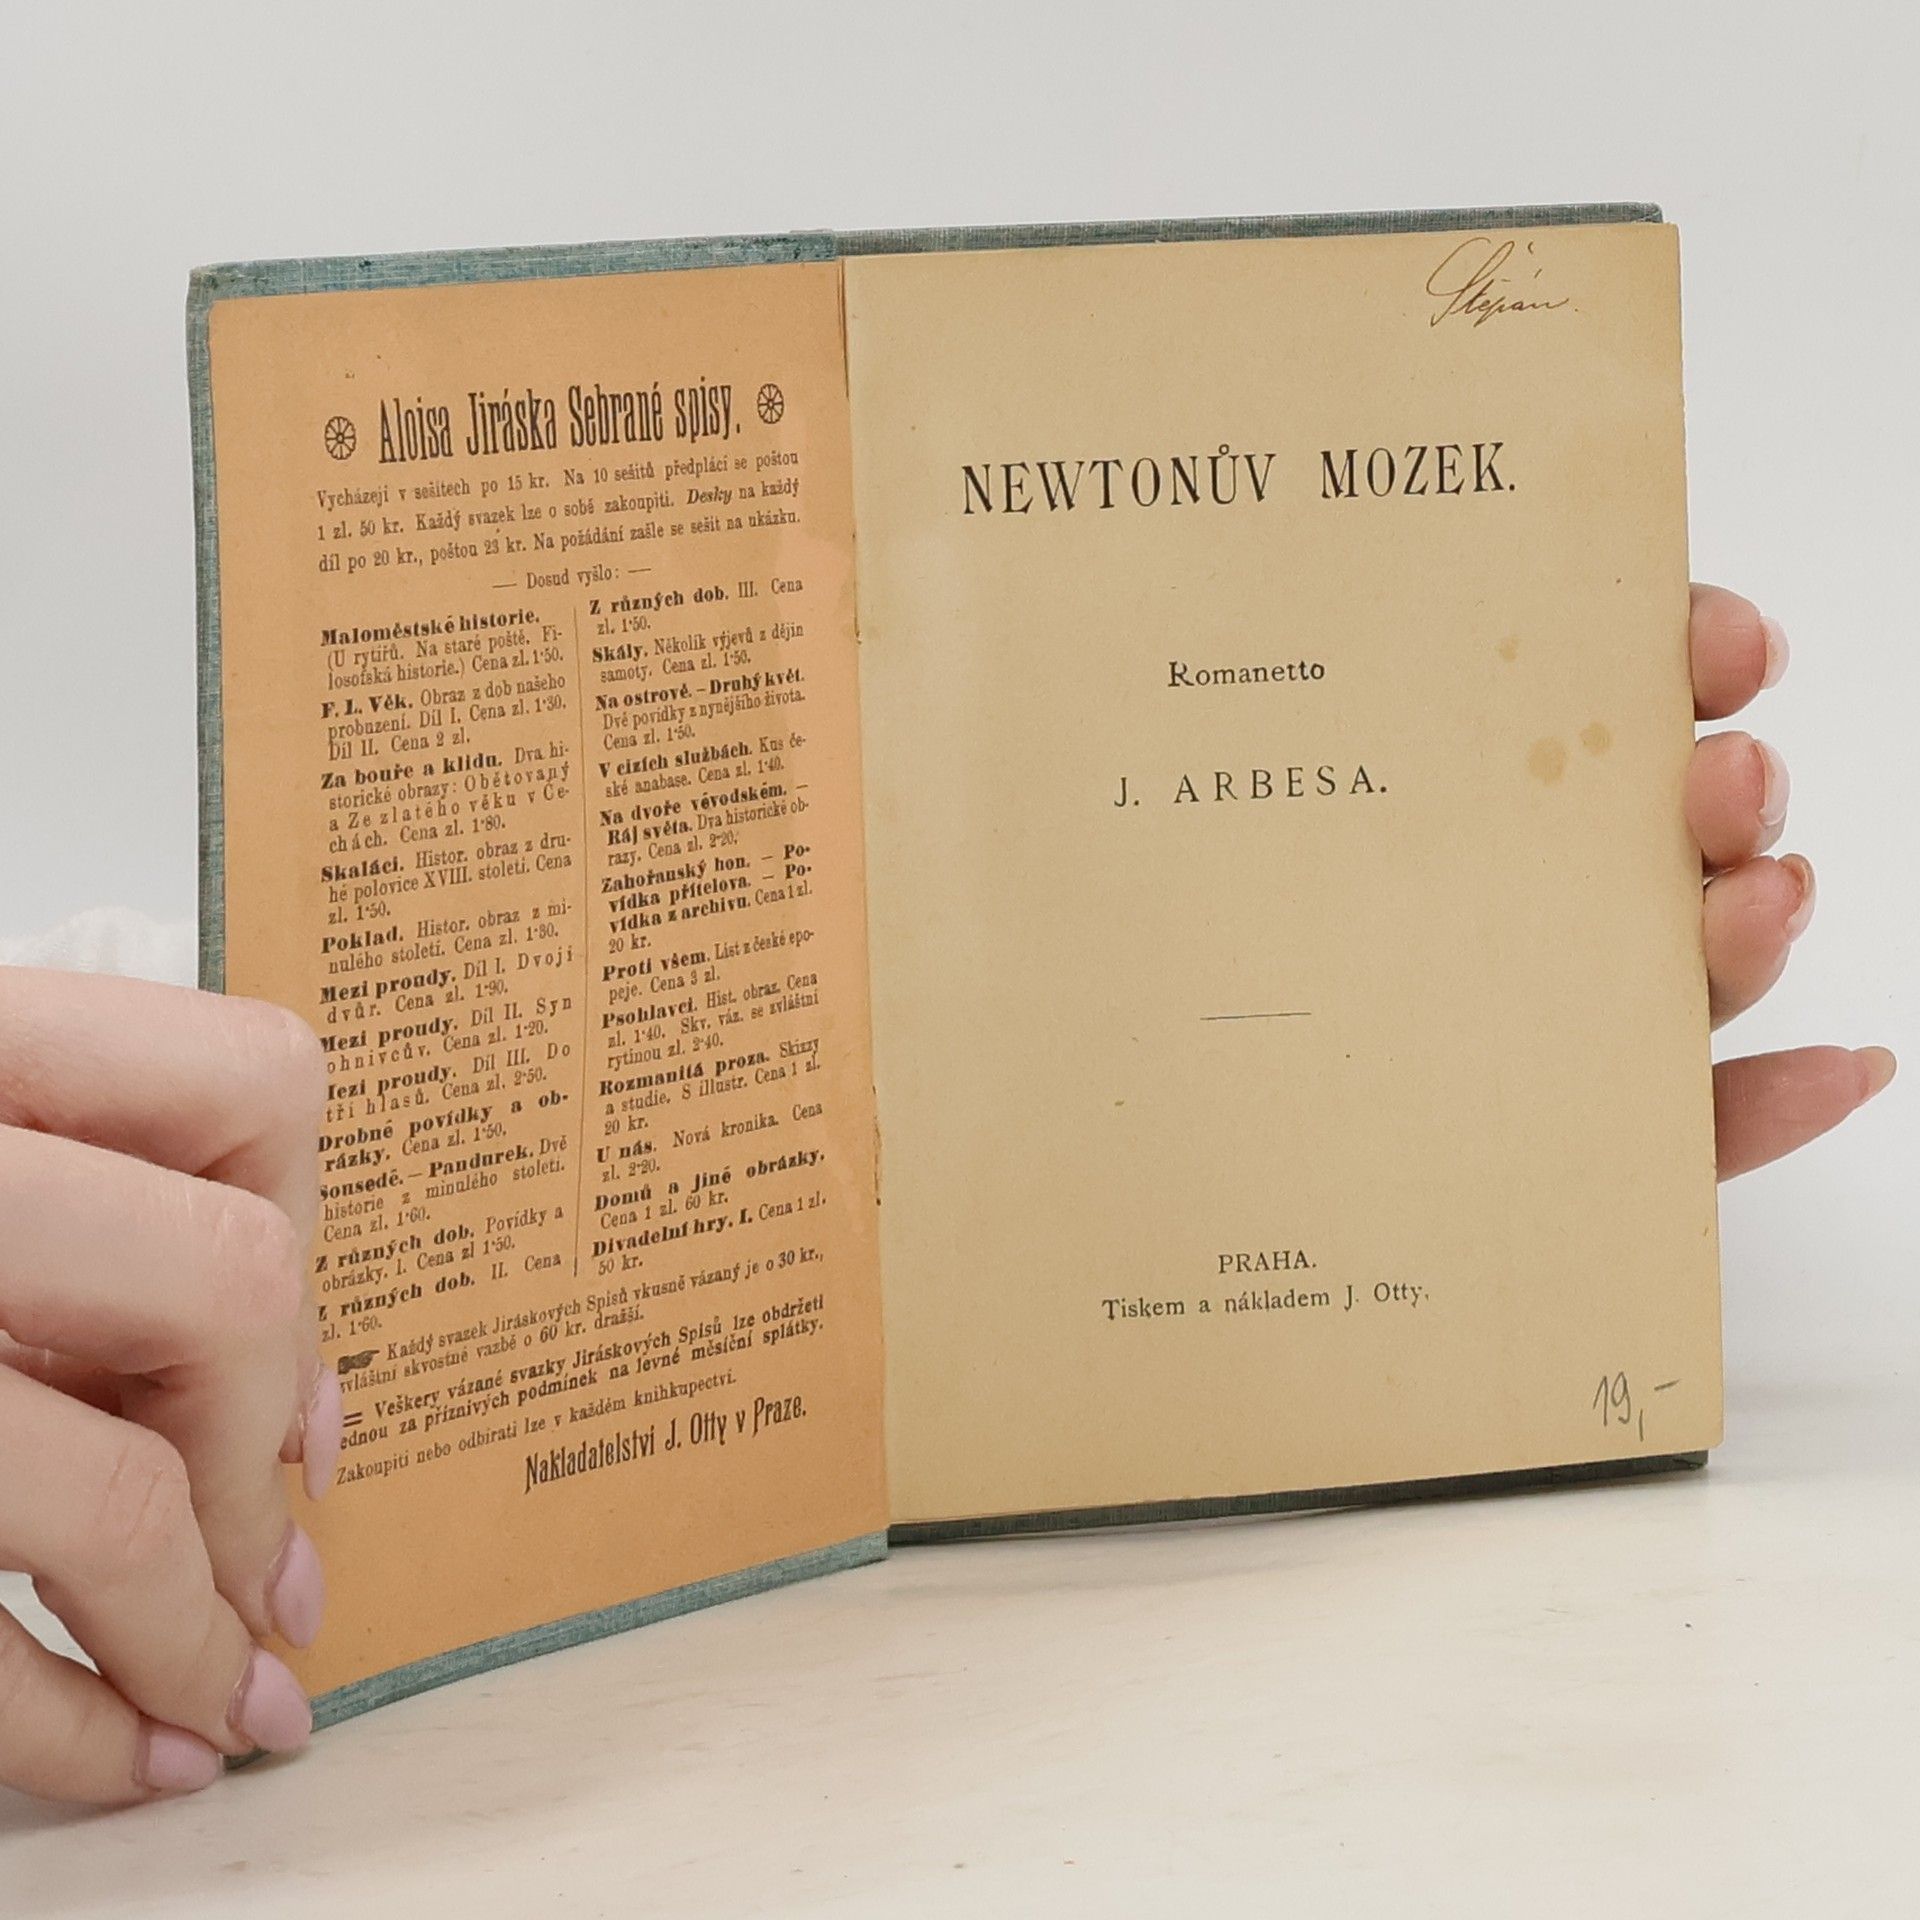 Aloisa Jiráska Sebrané spisy.
Vycházejí v sešitech po 15 kr. Na 10 sešitů předplácí se poštou
1 zl. 50 kr. Každý svazek lze o sobě zakoupiti. Desky na každý
díl po 20 kr., poštou 23 kr. Na požádání zašle se sešit na ukázku.
— Dosud vyšlo: —
Maloměstské historie.
(U rytířů. Na staré poště. Fi-
losofská historie.) Cena zl. 1·50.
F. L. Věk. Obraz z dob našeho
probuzení. Díl I. Cena zl. 1·30.
Díl II. Cena 2 zl.
Za bouře a klidu. Dva hi-
storické obrazy: Obětovaný
a Ze zlatého věku v Če-
chách. Cena zl. 1·80.
Skaláci. Histor. obraz z dru-
hé polovice XVIII. století. Cena
zl. 1·50.
Poklad. Histor. obraz z mi-
nulého století. Cena zl. 1·80.
Mezi proudy. Díl I. Dvojí
dvůr. Cena zl. 1·90.
Mezi proudy. Díl II. Syn
ohnivcův. Cena zl. 1·20.
Mezi proudy. Díl III. Do
tří hlasů. Cena zl. 2·50.
Drobné povídky a ob-
rázky. Cena zl. 1·50.
Sousedé. — Pandurek. Dvě
historie z minulého století.
Cena zl. 1·60.
Z různých dob. Povídky a
obrázky. I. Cena zl 1·50.
Z různých dob. II. Cena
zl. 1·60.
Z různých dob. III. Cena
zl. 1·50.
Skály. Několik výjevů z dějin
samoty. Cena zl. 1·50.
Na ostrově. – Druhý květ.
Dvě povídky z nynějšího života.
Cena zl. 1·50.
V cizích službách. Kus če-
ské anabase. Cena zl. 1·40.
Na dvoře vévodském. —
Ráj světa. Dva historické ob-
razy. Cena zl. 2·20.
Zahořanský hon. — Po-
vídka přítelova. — Po-
vídka z archivu. Cena 1 zl.
20 kr.
Proti všem. List z české epo-
peje. Cena 3 zl.
Psohlavci. Hist. obraz. Cena
zl. 1·40. Skv. váz. se zvláštní
rytinou zl. 2·40.
Rozmanitá proza. Skizzy
a studie. S illustr. Cena 1 zl.
20 kr.
U nás. Nová kronika. Cena
zl. 2·20.
Domů a jiné obrázky.
Cena 1 zl. 60 kr.
Divadelní hry. I. Cena 1 zl.
50 kr.
Každý svazek Jiráskových Spisů vkusně vázaný je o 30 kr.,
zvláštní skvostné vazbě o 60 kr. dražší.
= Veškery vázané svazky Jiráskových Spisů lze obdržeti
ednou za příznivých podmínek na levné měsíční splátky.
Zakoupiti nebo odbírati lze v každém knihkupectví.
Nakladatelství J. Otty v Praze.
Štěpán.
NEWTONŮV MOZEK.
Romanetto
J. ARBESA.
PRAHA.
Tiskem a nákladem J. Otty.
19,–